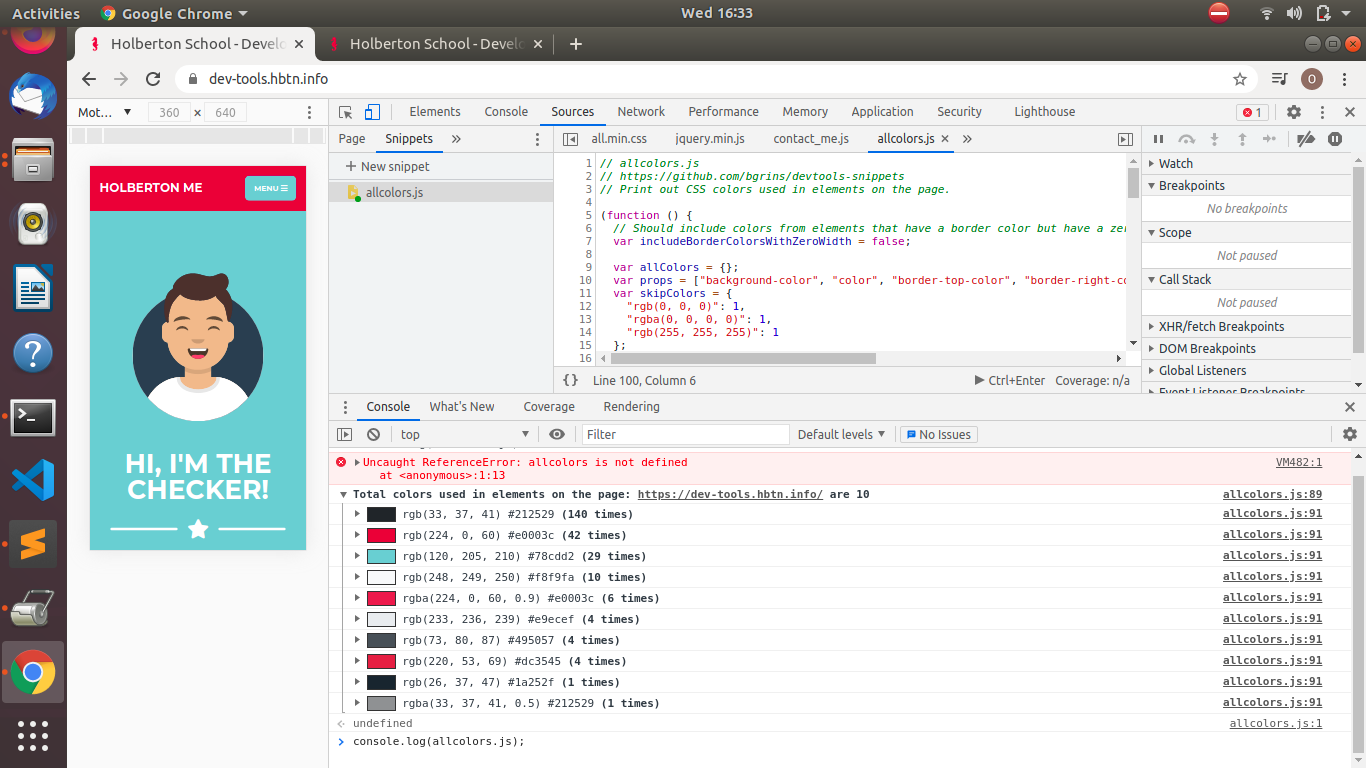 Activities Google Chrome Wed 16:33
Holberton School - Develo Holberton School - Develo
dev-tools.hbtn.info O
Mot... 360 × 640 Elements Console Sources Network Performance Memory Application Security Lighthouse 1
Page Snippets all.min.css jquery.min.js contact_me.js allcolors.js
New snippet
allcolors.js
1 // allcolors.js
2 // https://github.com/bgrins/devtools-snippets
3 // Print out CSS colors used in elements on the page.
4
5 (function () {
6 // Should include colors from elements that have a border color but have a zer
7 var includeBorderColorsWithZeroWidth = false;
8
9 var allColors = {};
10 var props = ["background-color", "color", "border-top-color", "border-right-co
11 var skipColors = {
12 "rgb(0, 0, 0)": 1,
13 "rgba(0, 0, 0, 0)": 1,
14 "rgb(255, 255, 255)": 1
15 };
16
{} Line 100, Column 6 Ctrl+Enter Coverage: n/a
Watch
Breakpoints
No breakpoints
Scope
Not paused
Call Stack
Not paused
XHR/fetch Breakpoints
DOM Breakpoints
Global Listeners
Event Listener Breakpoints
HOLBERTON ME MENU
HI, I'M THE
CHECKER!
Console What's New Coverage Rendering
top Filter Default levels No Issues
Uncaught ReferenceError: allcolors is not defined VM482:1
at <anonymous>:1:13
Total colors used in elements on the page: https://dev-tools.hbtn.info/ are 10 allcolors.js:89
rgb(33, 37, 41) #212529 (140 times) allcolors.js:91
rgb(224, 0, 60) #e0003c (42 times) allcolors.js:91
rgb(120, 205, 210) #78cdd2 (29 times) allcolors.js:91
rgb(248, 249, 250) #f8f9fa (10 times) allcolors.js:91
rgba(224, 0, 60, 0.9) #e0003c (6 times) allcolors.js:91
rgb(233, 236, 239) #e9ecef (4 times) allcolors.js:91
rgb(73, 80, 87) #495057 (4 times) allcolors.js:91
rgb(220, 53, 69) #dc3545 (4 times) allcolors.js:91
rgb(26, 37, 47) #1a252f (1 times) allcolors.js:91
rgba(33, 37, 41, 0.5) #212529 (1 times) allcolors.js:91
undefined allcolors.js:1
console.log(allcolors.js);